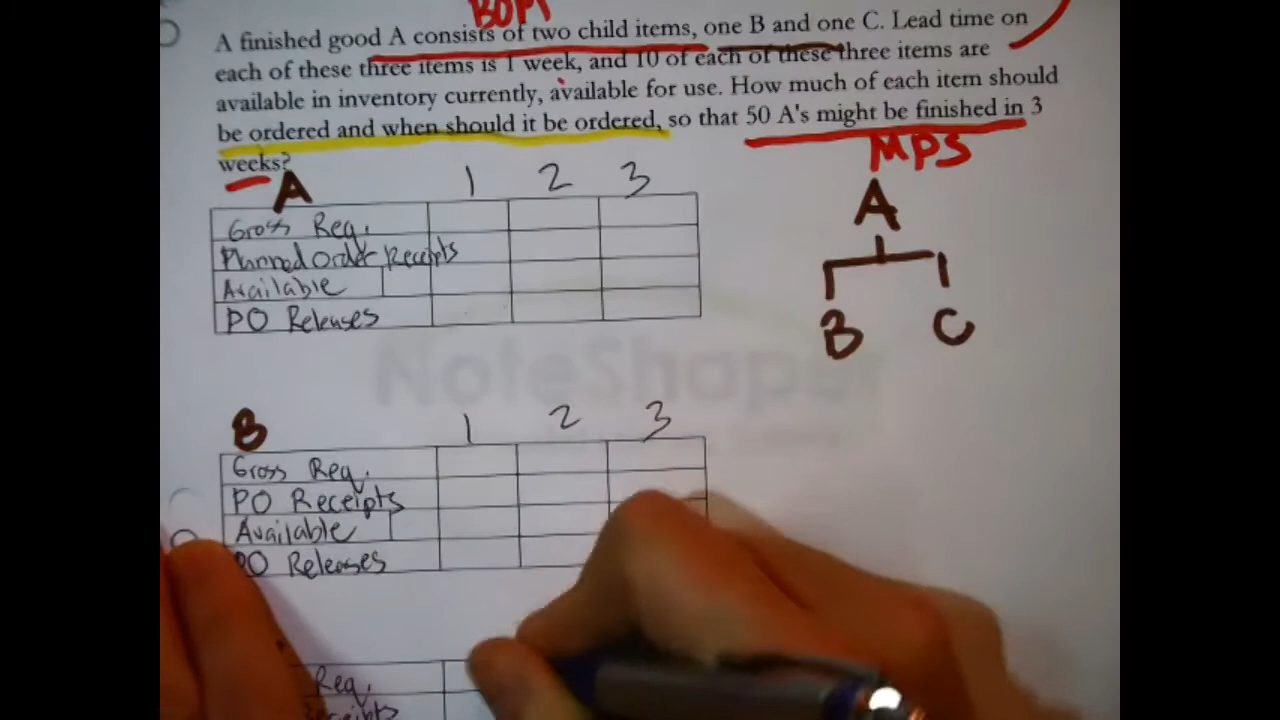 BOM
A finished good A consists of two child items, one B and one C. Lead time on
each of these three items is 1 week, and 10 of each of these three items are
available in inventory currently, available for use. How much of each item should
be ordered and when should it be ordered, so that 50 A's might be finished in 3
weeks?
MPS
A 1 2 3
Gross Req.
Planned Order Receipts
Available
PO Releases
A
B C
NoteShaper
B 1 2 3
Gross Req.
PO Receipts
Available
PO Releases
Req.